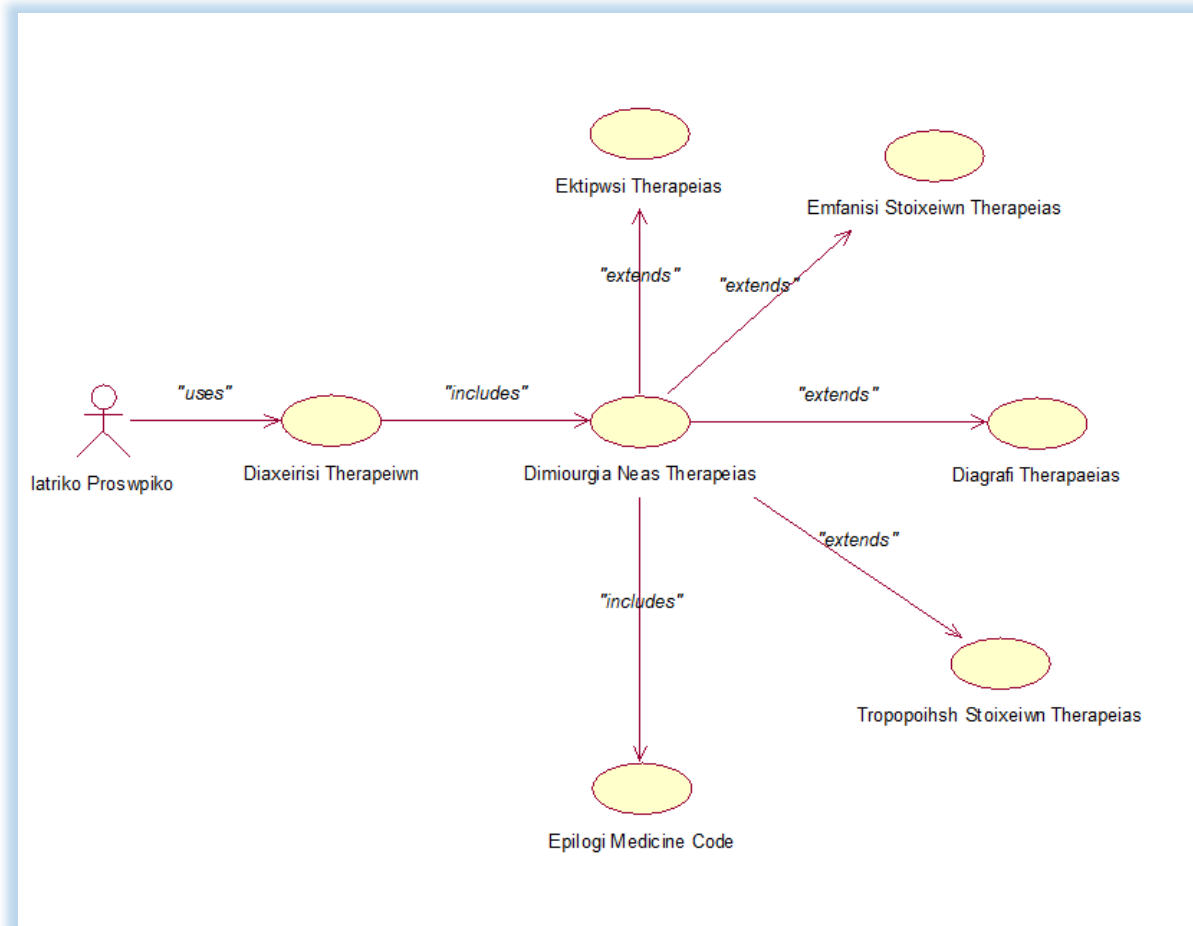 Ektipwsi Therapeias
Emfanisi Stoixeiwn Therapeias
"extends"
"extends"
"uses"
"includes"
"extends"
Iatriko Proswpiko
Diaxeirisi Therapeiwn
Dimiourgia Neas Therapeias
Diagrafi Therapaeias
"extends"
"includes"
Tropopoihsh Stoixeiwn Therapeias
Epilogi Medicine Code